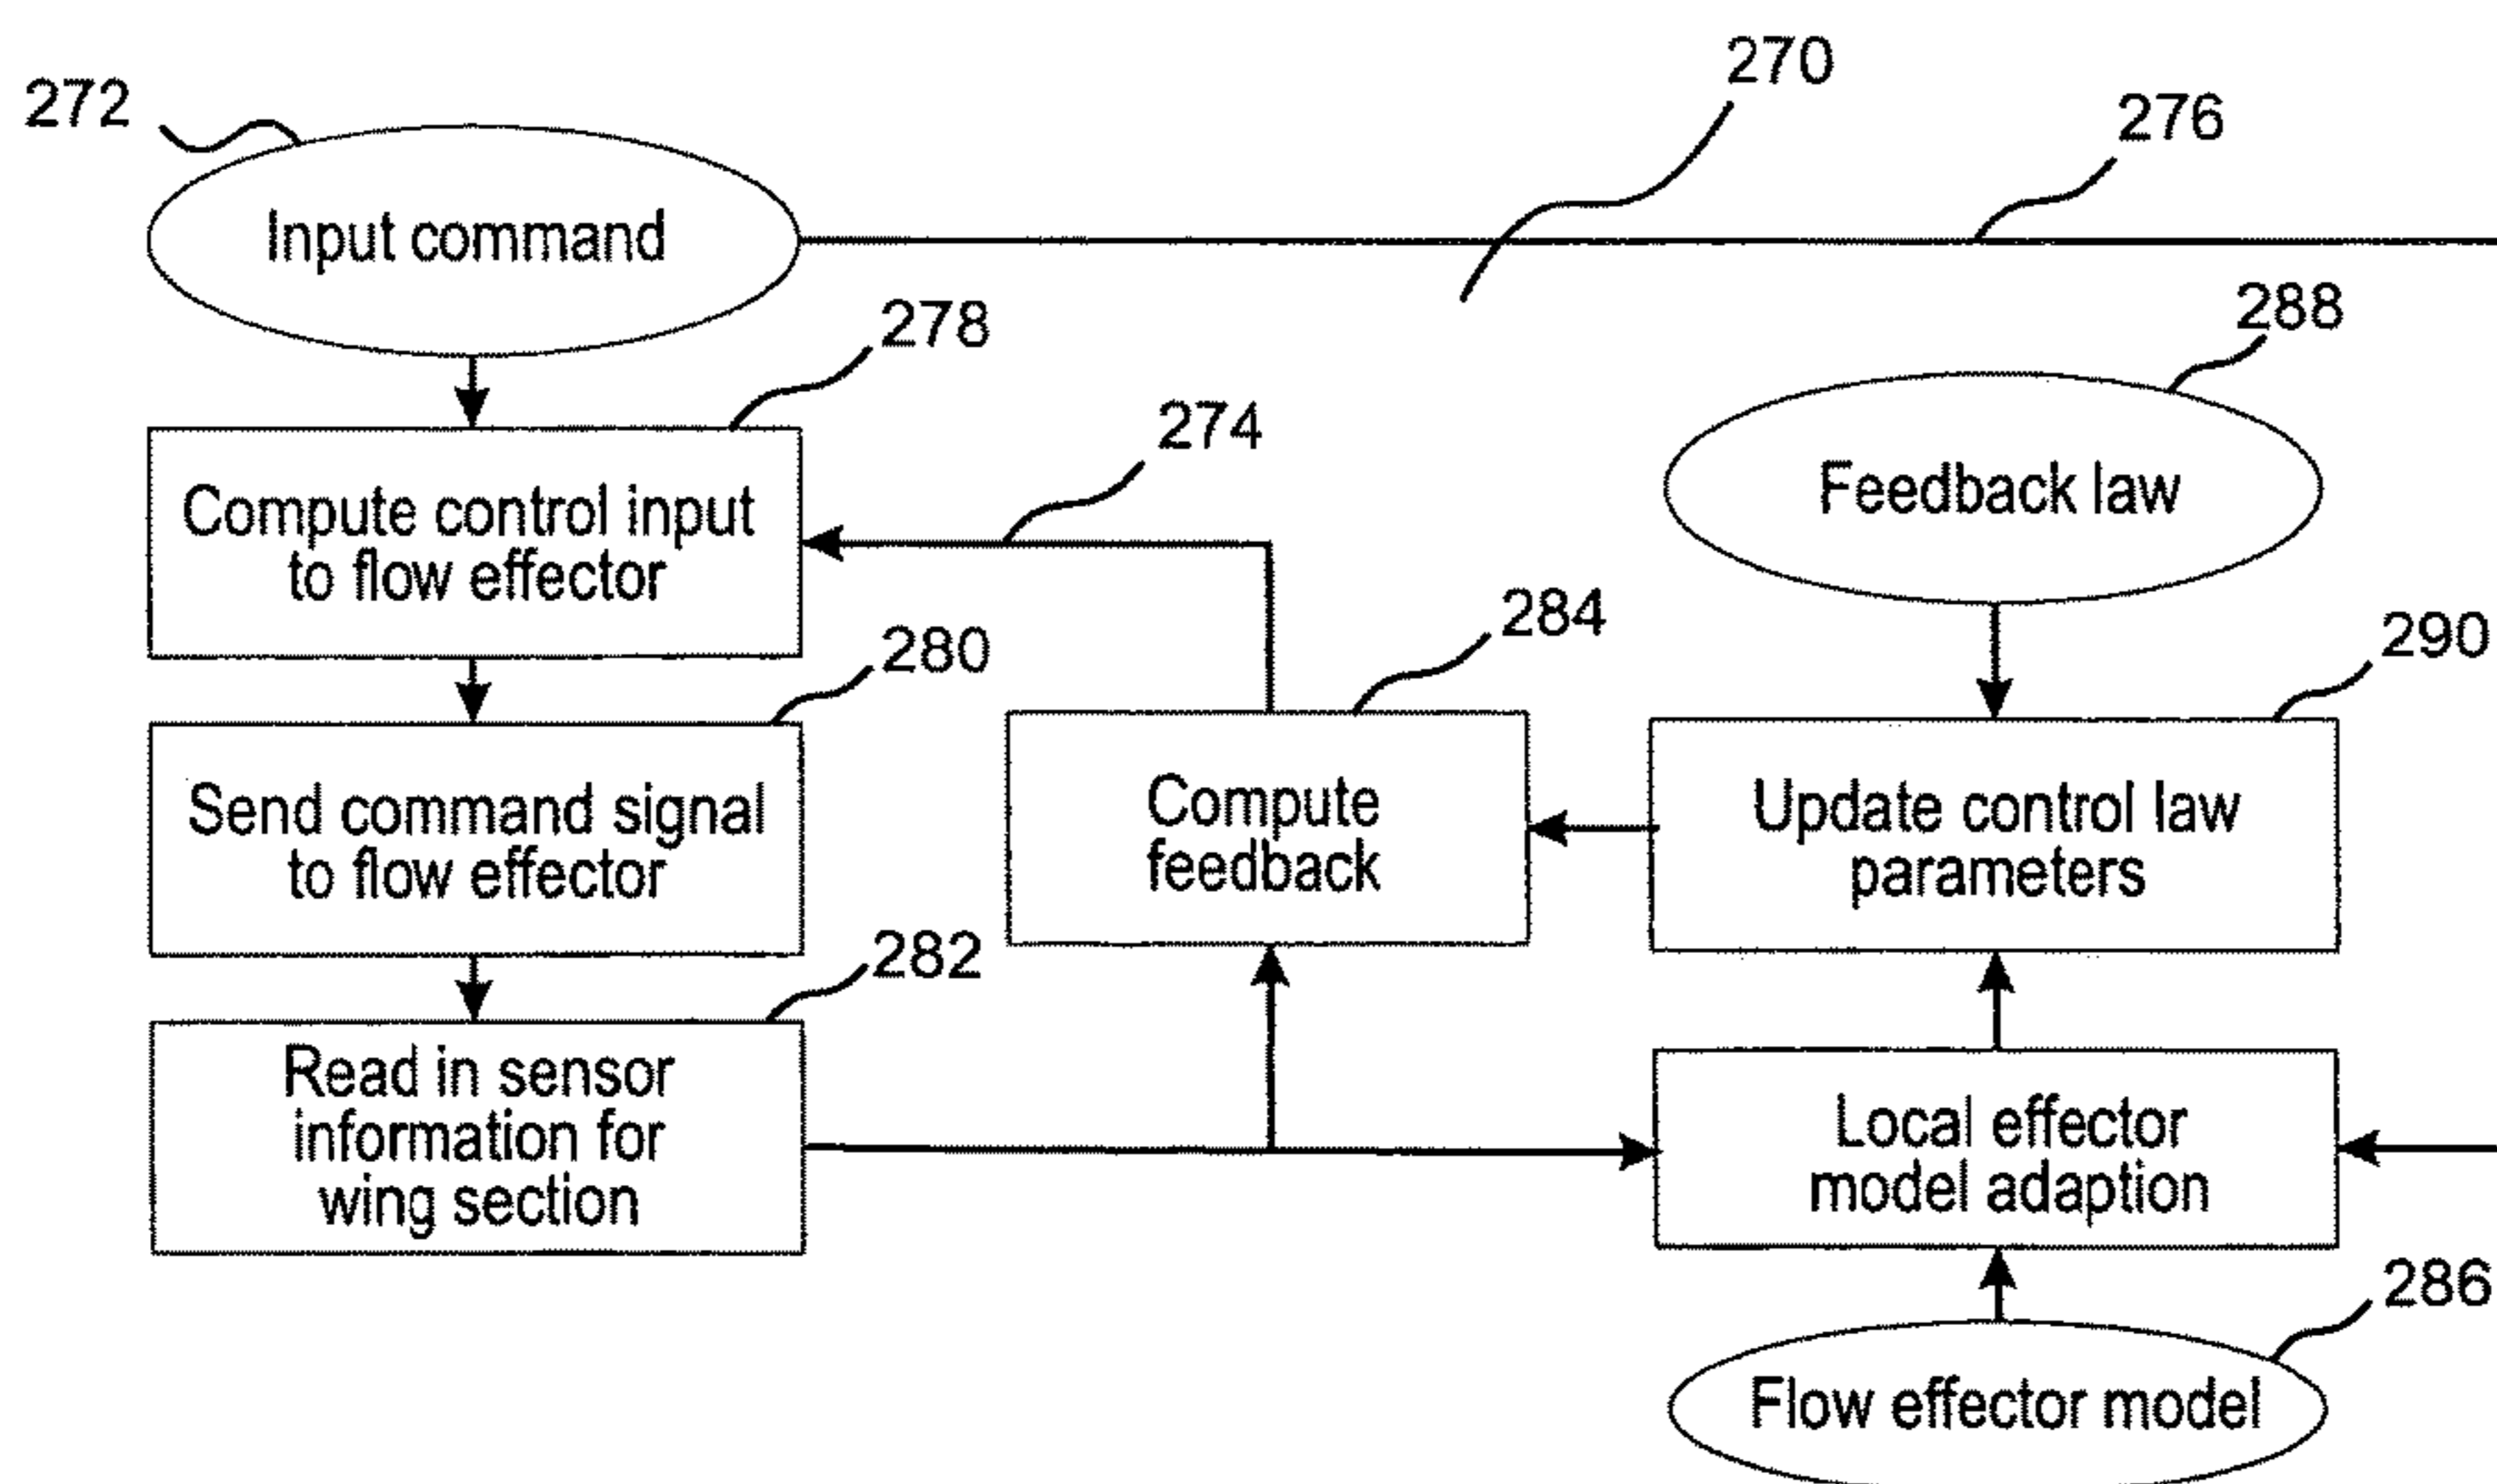 270
272
276
Input command
288
278
274
Feedback law
Compute control input
to flow effector
284
290
280
Compute
feedback
Update control law
parameters
Send command signal
to flow effector
282
Read in sensor
information for
wing section
Local effector
model adaption
286
Flow effector model